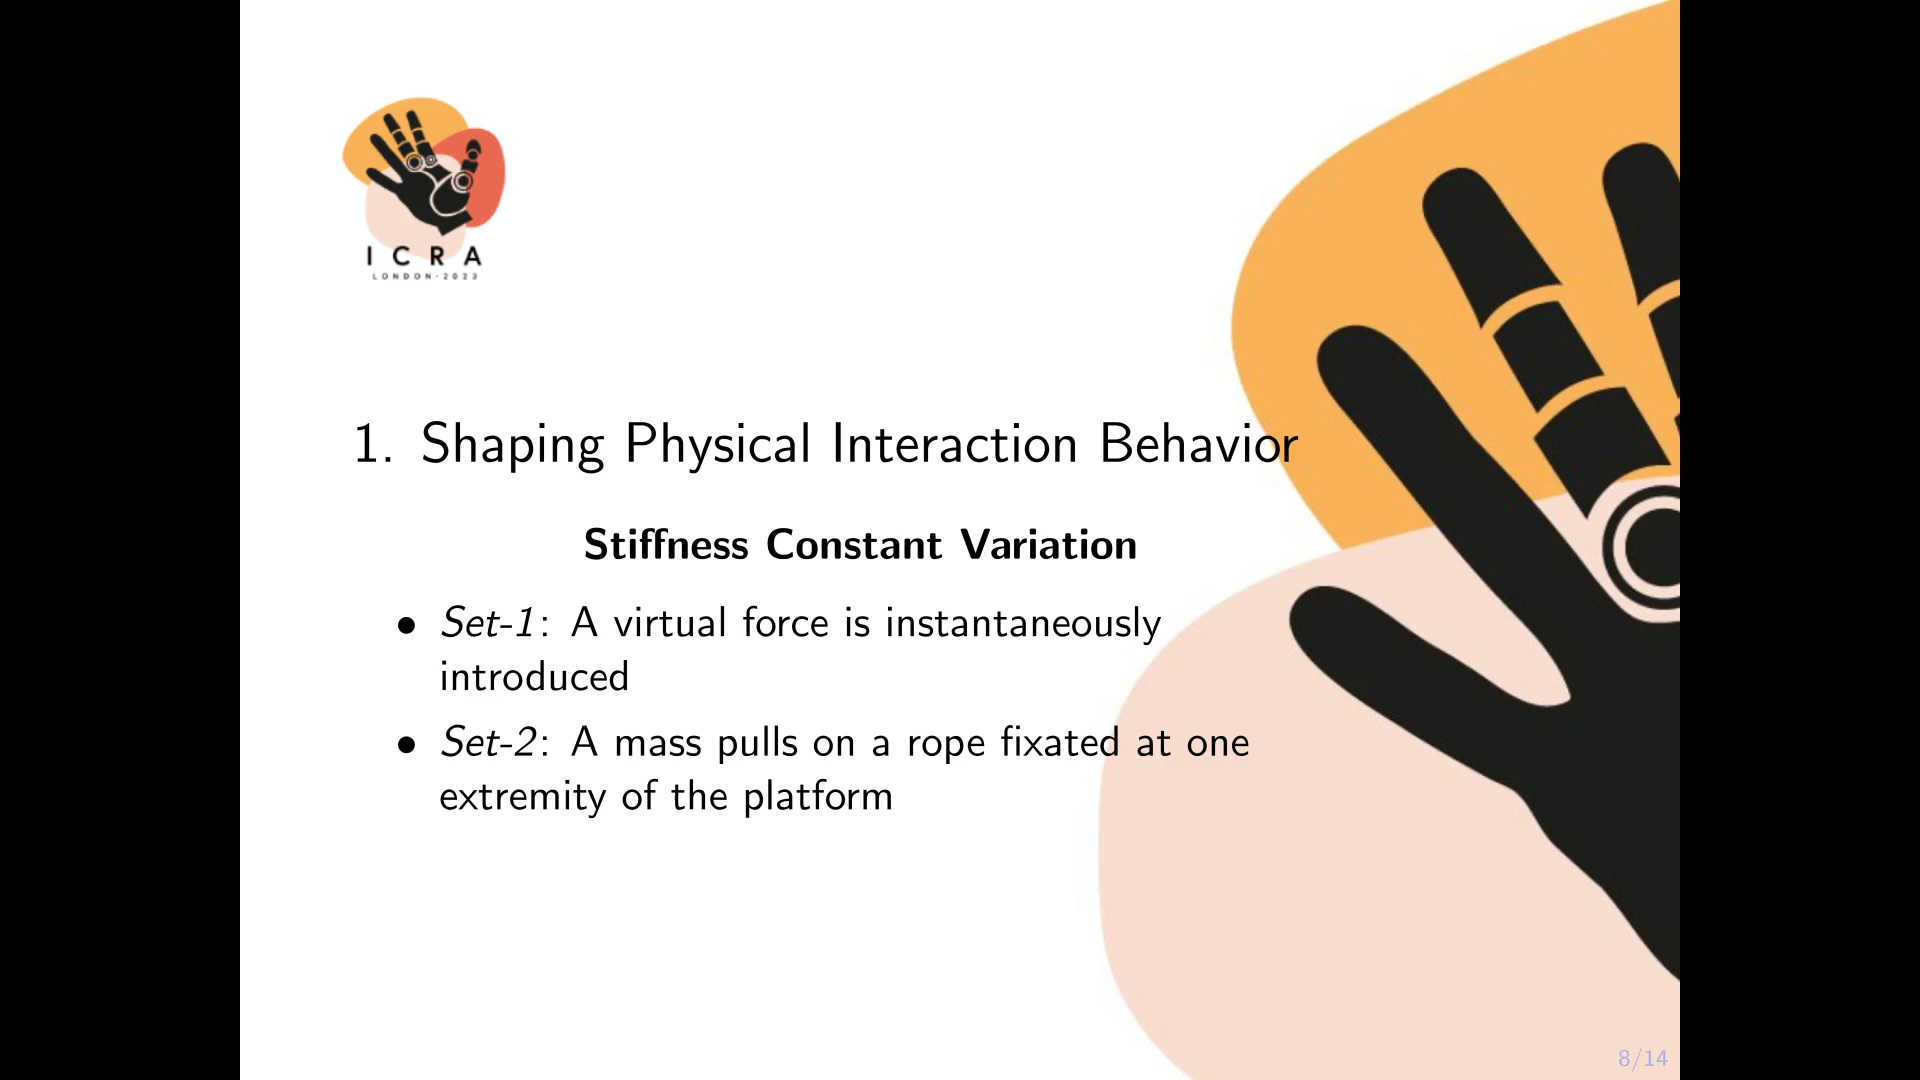 ICRA
LONDON·2023
1. Shaping Physical Interaction Behavior
Stiffness Constant Variation
• Set-1: A virtual force is instantaneously
introduced
• Set-2: A mass pulls on a rope fixated at one
extremity of the platform
8/14